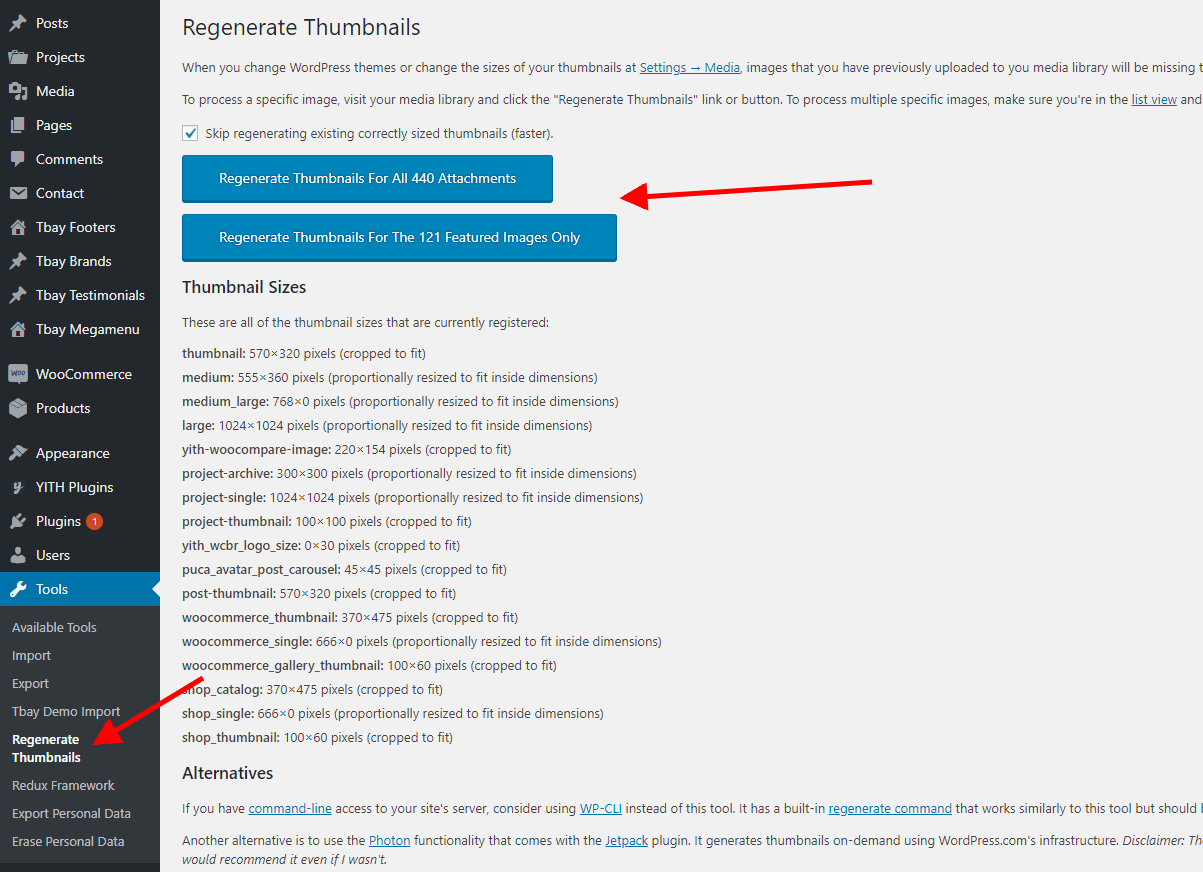 Posts
Projects
Media
Pages
Comments
Contact
Tbay Footers
Tbay Brands
Tbay Testimonials
Tbay Megamenu
WooCommerce
Products
Appearance
YITH Plugins
Plugins 1
Users
Tools
Available Tools
Import
Export
Tbay Demo Import
Regenerate
Thumbnails
Redux Framework
Export Personal Data
Erase Personal Data
Regenerate Thumbnails
When you change WordPress themes or change the sizes of your thumbnails at Settings → Media, images that you have previously uploaded to you media library will be missing t
To process a specific image, visit your media library and click the "Regenerate Thumbnails" link or button. To process multiple specific images, make sure you're in the list view and
Skip regenerating existing correctly sized thumbnails (faster).
Regenerate Thumbnails For All 440 Attachments
Regenerate Thumbnails For The 121 Featured Images Only
Thumbnail Sizes
These are all of the thumbnail sizes that are currently registered:
thumbnail: 570×320 pixels (cropped to fit)
medium: 555×360 pixels (proportionally resized to fit inside dimensions)
medium_large: 768×0 pixels (proportionally resized to fit inside dimensions)
large: 1024×1024 pixels (proportionally resized to fit inside dimensions)
yith-woocompare-image: 220×154 pixels (cropped to fit)
project-archive: 300×300 pixels (proportionally resized to fit inside dimensions)
project-single: 1024×1024 pixels (proportionally resized to fit inside dimensions)
project-thumbnail: 100×100 pixels (cropped to fit)
yith_wcbr_logo_size: 0×30 pixels (cropped to fit)
puca_avatar_post_carousel: 45×45 pixels (cropped to fit)
post-thumbnail: 570×320 pixels (cropped to fit)
woocommerce_thumbnail: 370×475 pixels (cropped to fit)
woocommerce_single: 666×0 pixels (proportionally resized to fit inside dimensions)
woocommerce_gallery_thumbnail: 100×60 pixels (cropped to fit)
shop_catalog: 370×475 pixels (cropped to fit)
shop_single: 666×0 pixels (proportionally resized to fit inside dimensions)
shop_thumbnail: 100×60 pixels (cropped to fit)
Alternatives
If you have command-line access to your site's server, consider using WP-CLI instead of this tool. It has a built-in regenerate command that works similarly to this tool but should b
Another alternative is to use the Photon functionality that comes with the Jetpack plugin. It generates thumbnails on-demand using WordPress.com's infrastructure. Disclaimer: Th
would recommend it even if I wasn't.